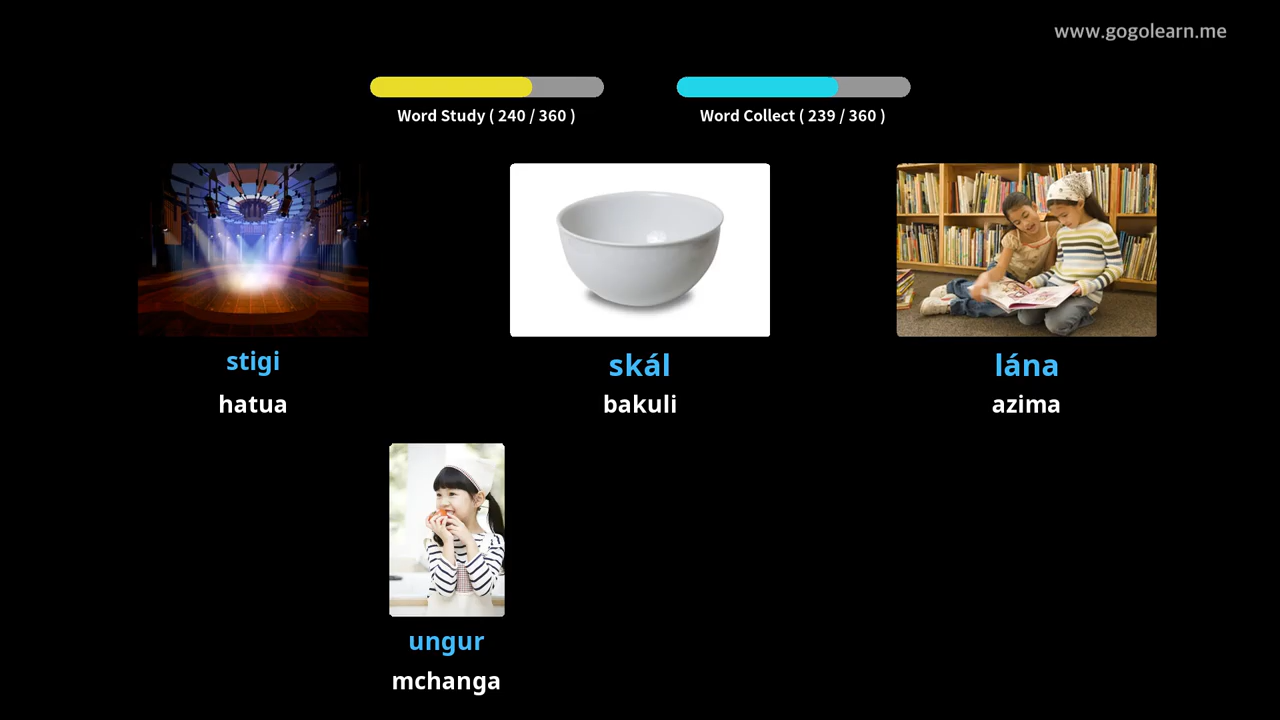 www.gogolearn.me
Word Study ( 240 / 360 )
Word Collect ( 239 / 360 )
stigi
hatua
skál
bakuli
lána
azima
ungur
mchanga